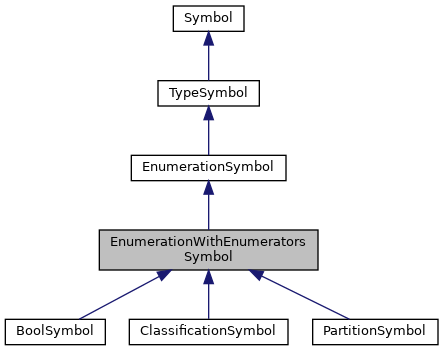 Symbol
TypeSymbol
EnumerationSymbol
EnumerationWithEnumerators
Symbol
BoolSymbol
ClassificationSymbol
PartitionSymbol